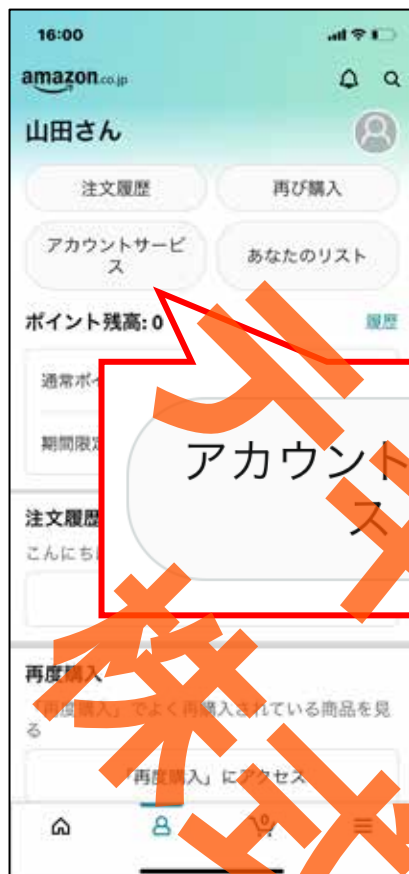 16:00
amazon.co.jp
山田さん
注文履歴
再び購入
アカウントサービ
ス
あなたのリスト
ポイント残高: 0
履歴
通常ポイ
期間限定
アカウント
ス
注文履歴
こんにちは
再度購入
「再度購入」でよく再購入されている商品を見
る
「再度購入」にアクセス
0